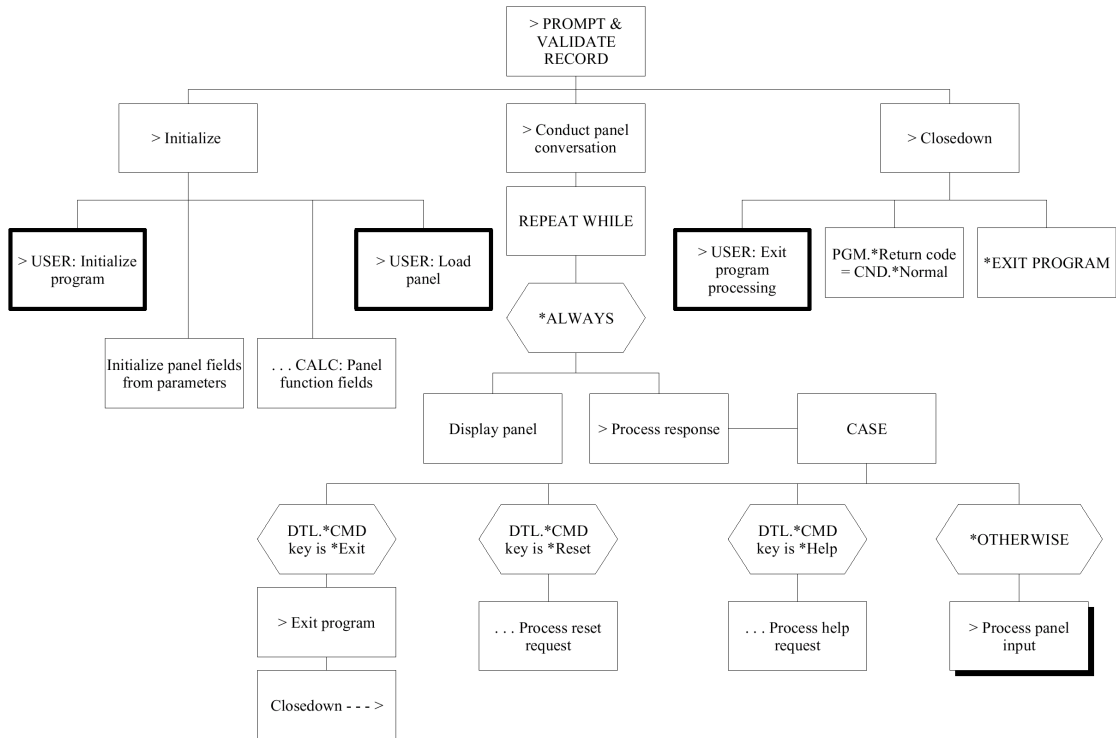 > PROMPT &
VALIDATE
RECORD
> Initialize
> Conduct panel
conversation
> Closedown
REPEAT WHILE
> USER: Initialize
program
> USER: Load
panel
> USER: Exit
program
processing
PGM.*Return code
= CND.*Normal
*EXIT PROGRAM
*ALWAYS
Initialize panel fields
from parameters
. . . CALC: Panel
function fields
Display panel
> Process response
CASE
DTL.*CMD
key is *Exit
DTL.*CMD
key is *Reset
DTL.*CMD
key is *Help
*OTHERWISE
> Exit program
. . . Process reset
request
. . . Process help
request
> Process panel
input
Closedown - - - >